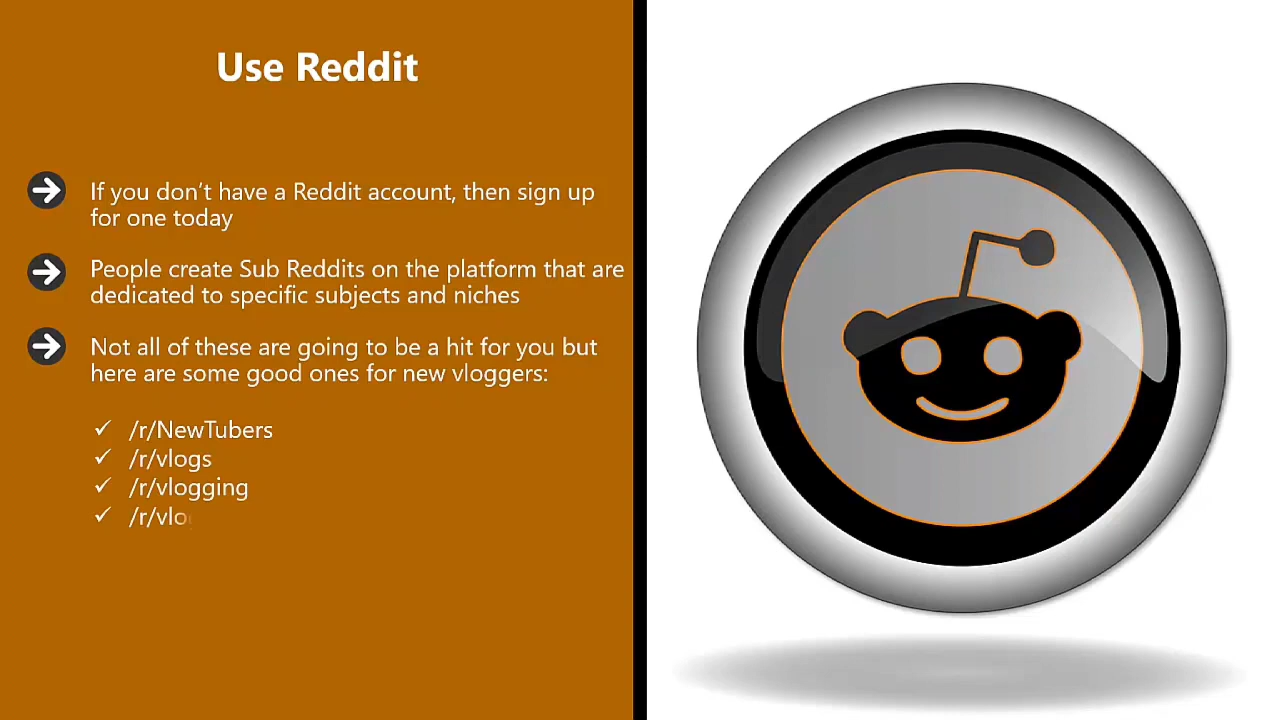 Use Reddit
If you don’t have a Reddit account, then sign up
for one today
People create Sub Reddits on the platform that are
dedicated to specific subjects and niches
Not all of these are going to be a hit for you but
here are some good ones for new vloggers:
/r/NewTubers
/r/vlogs
/r/vlogging